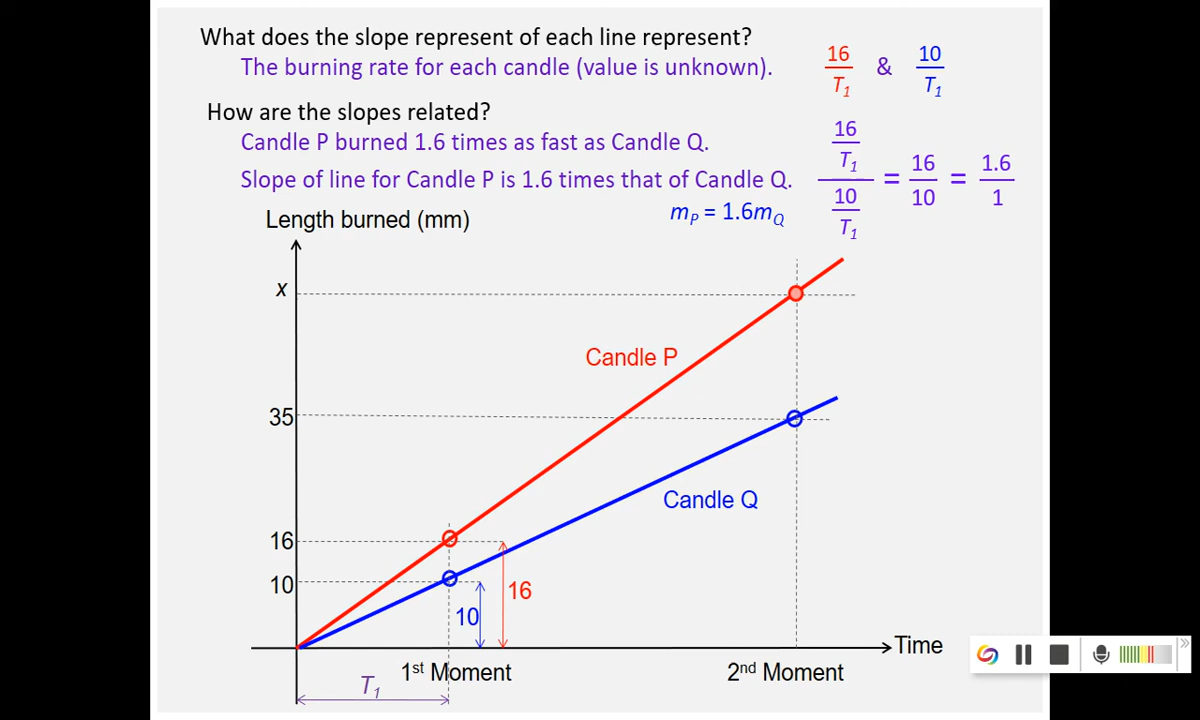 What does the slope represent of each line represent?
The burning rate for each candle (value is unknown).
16/T1 & 10/T1
How are the slopes related?
Candle P burned 1.6 times as fast as Candle Q.
Slope of line for Candle P is 1.6 times that of Candle Q.
16/T1 / 10/T1 = 16/10 = 1.6/1
mP = 1.6mQ
Length burned (mm)
x
Candle P
35
Candle Q
16
10
16
10
Time
1st Moment
2nd Moment
T1